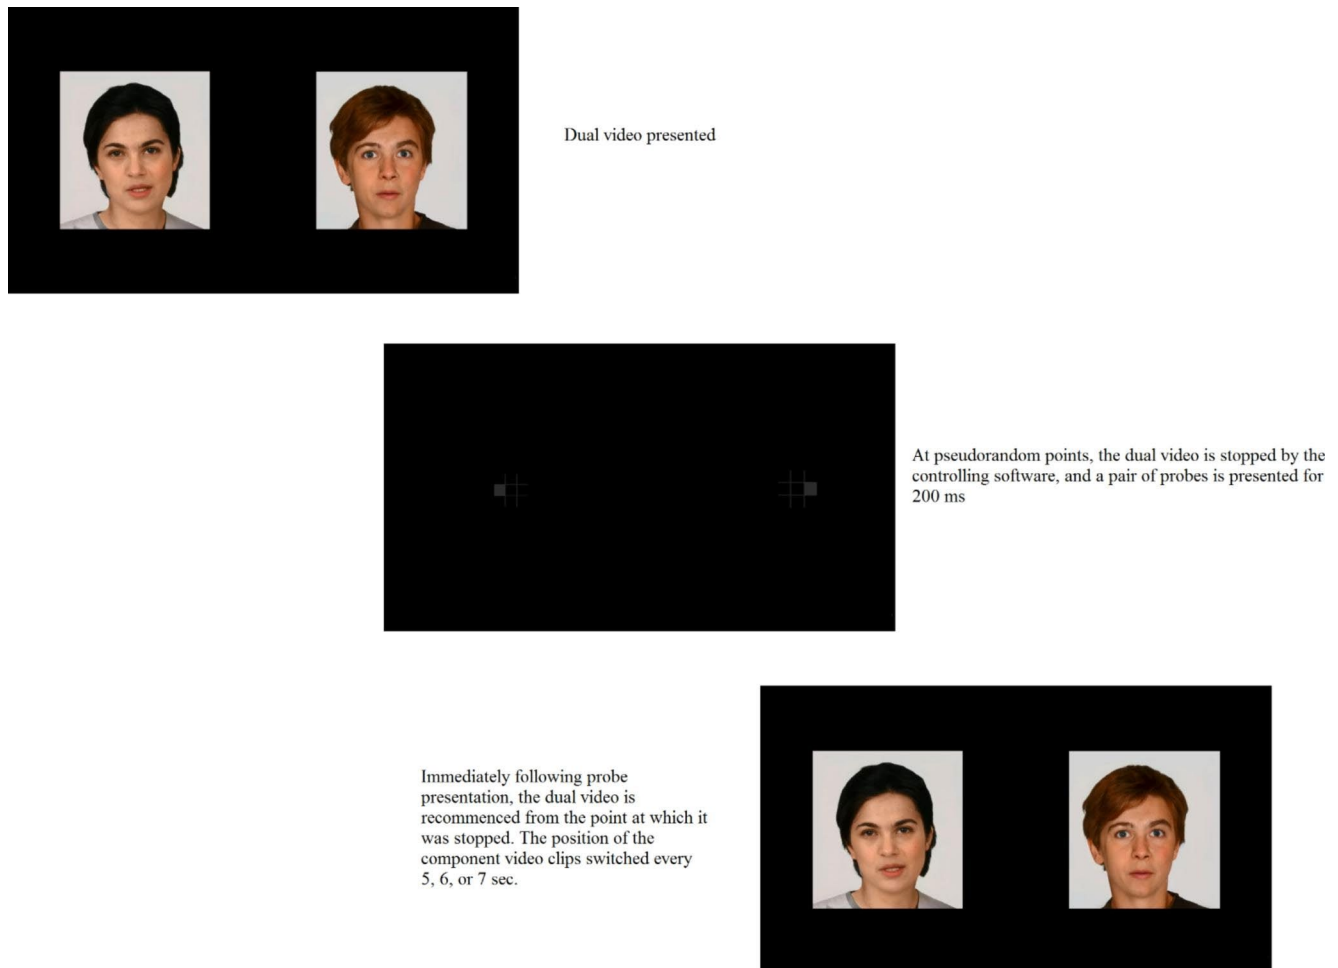 Dual video presented
At pseudorandom points, the dual video is stopped by the
controlling software, and a pair of probes is presented for
200 ms
Immediately following probe
presentation, the dual video is
recommenced from the point at which it
was stopped. The position of the
component video clips switched every
5, 6, or 7 sec.